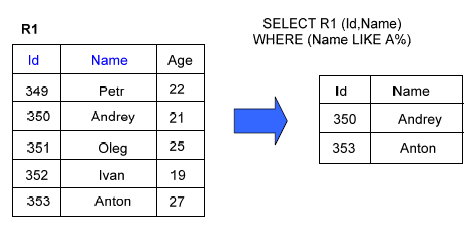 R1
Id Name Age
349 Petr 22
350 Andrey 21
351 Oleg 25
352 Ivan 19
353 Anton 27
SELECT R1 (Id,Name)
WHERE (Name LIKE A%)
Id Name
350 Andrey
353 Anton